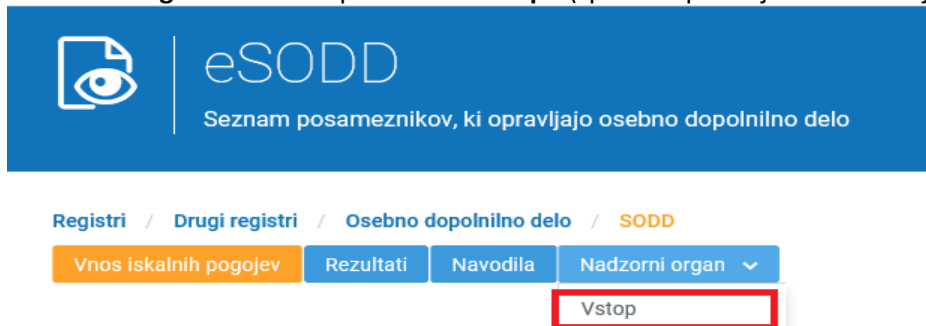 eSODD
Seznam posameznikov, ki opravljajo osebno dopolnilno delo
Registri / Drugi registri / Osebno dopolnilno delo / SODD
Vnos iskalnih pogojev Rezultati Navodila Nadzorni organ
Vstop